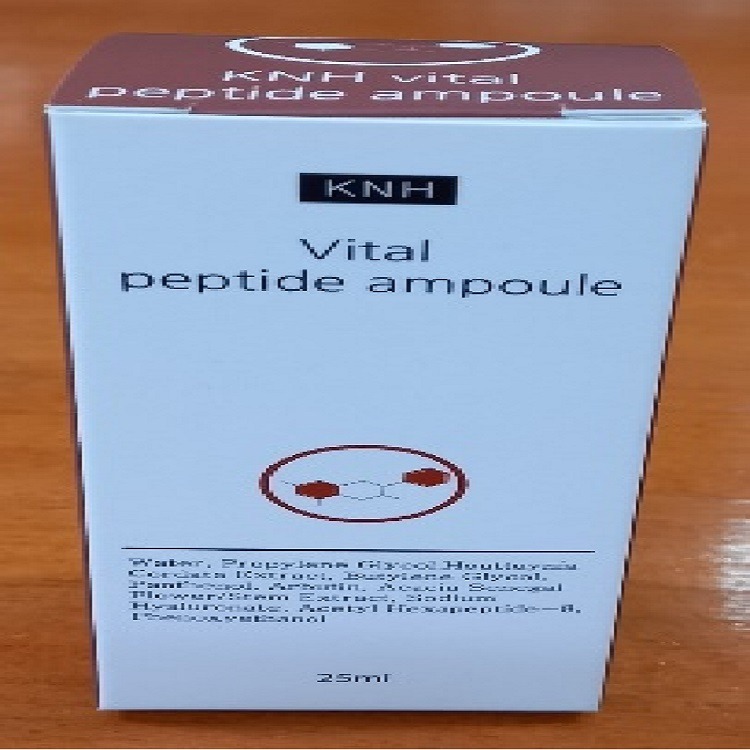 KNH vital
peptide ampoule
KNH
Vital
peptide ampoule
Water, Propylene Glycol,Houttuynia
Cordata Extract, Butylene Glycol,
Panthenol, Arbutin, Acacia Senegal
Flower/Stem Extract, Sodium
Hyaluronate, Acetyl Hexapeptide-8,
Phenoxyethanol
25ml